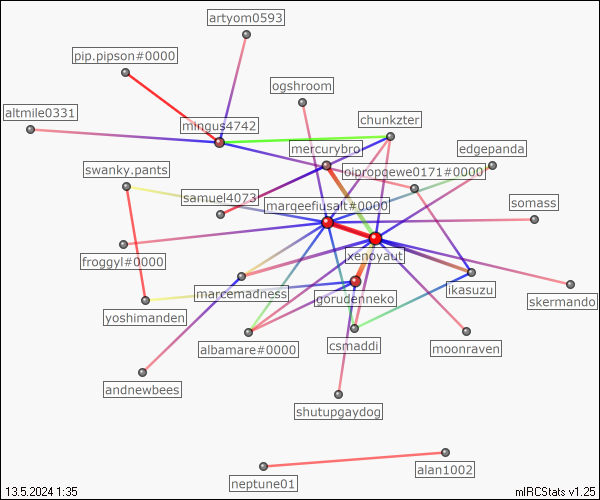 artyom0593
pip.pipson#0000
ogshroom
altmile0331
chunkzter
mingus4742
mercurybro
edgepanda
swanky.pants
oipropqewe0171#0000
samuel4073
marqeefiusalt#0000
somass
froggyl#0000
xenoyaut
marcemadness
gorudenneko
ikasuzu
skermando
yoshimanden
albamare#0000
csmaddi
moonraven
andnewbees
shutupgaydog
alan1002
neptune01
13.5.2024 1:35
mIRCStats v1.25